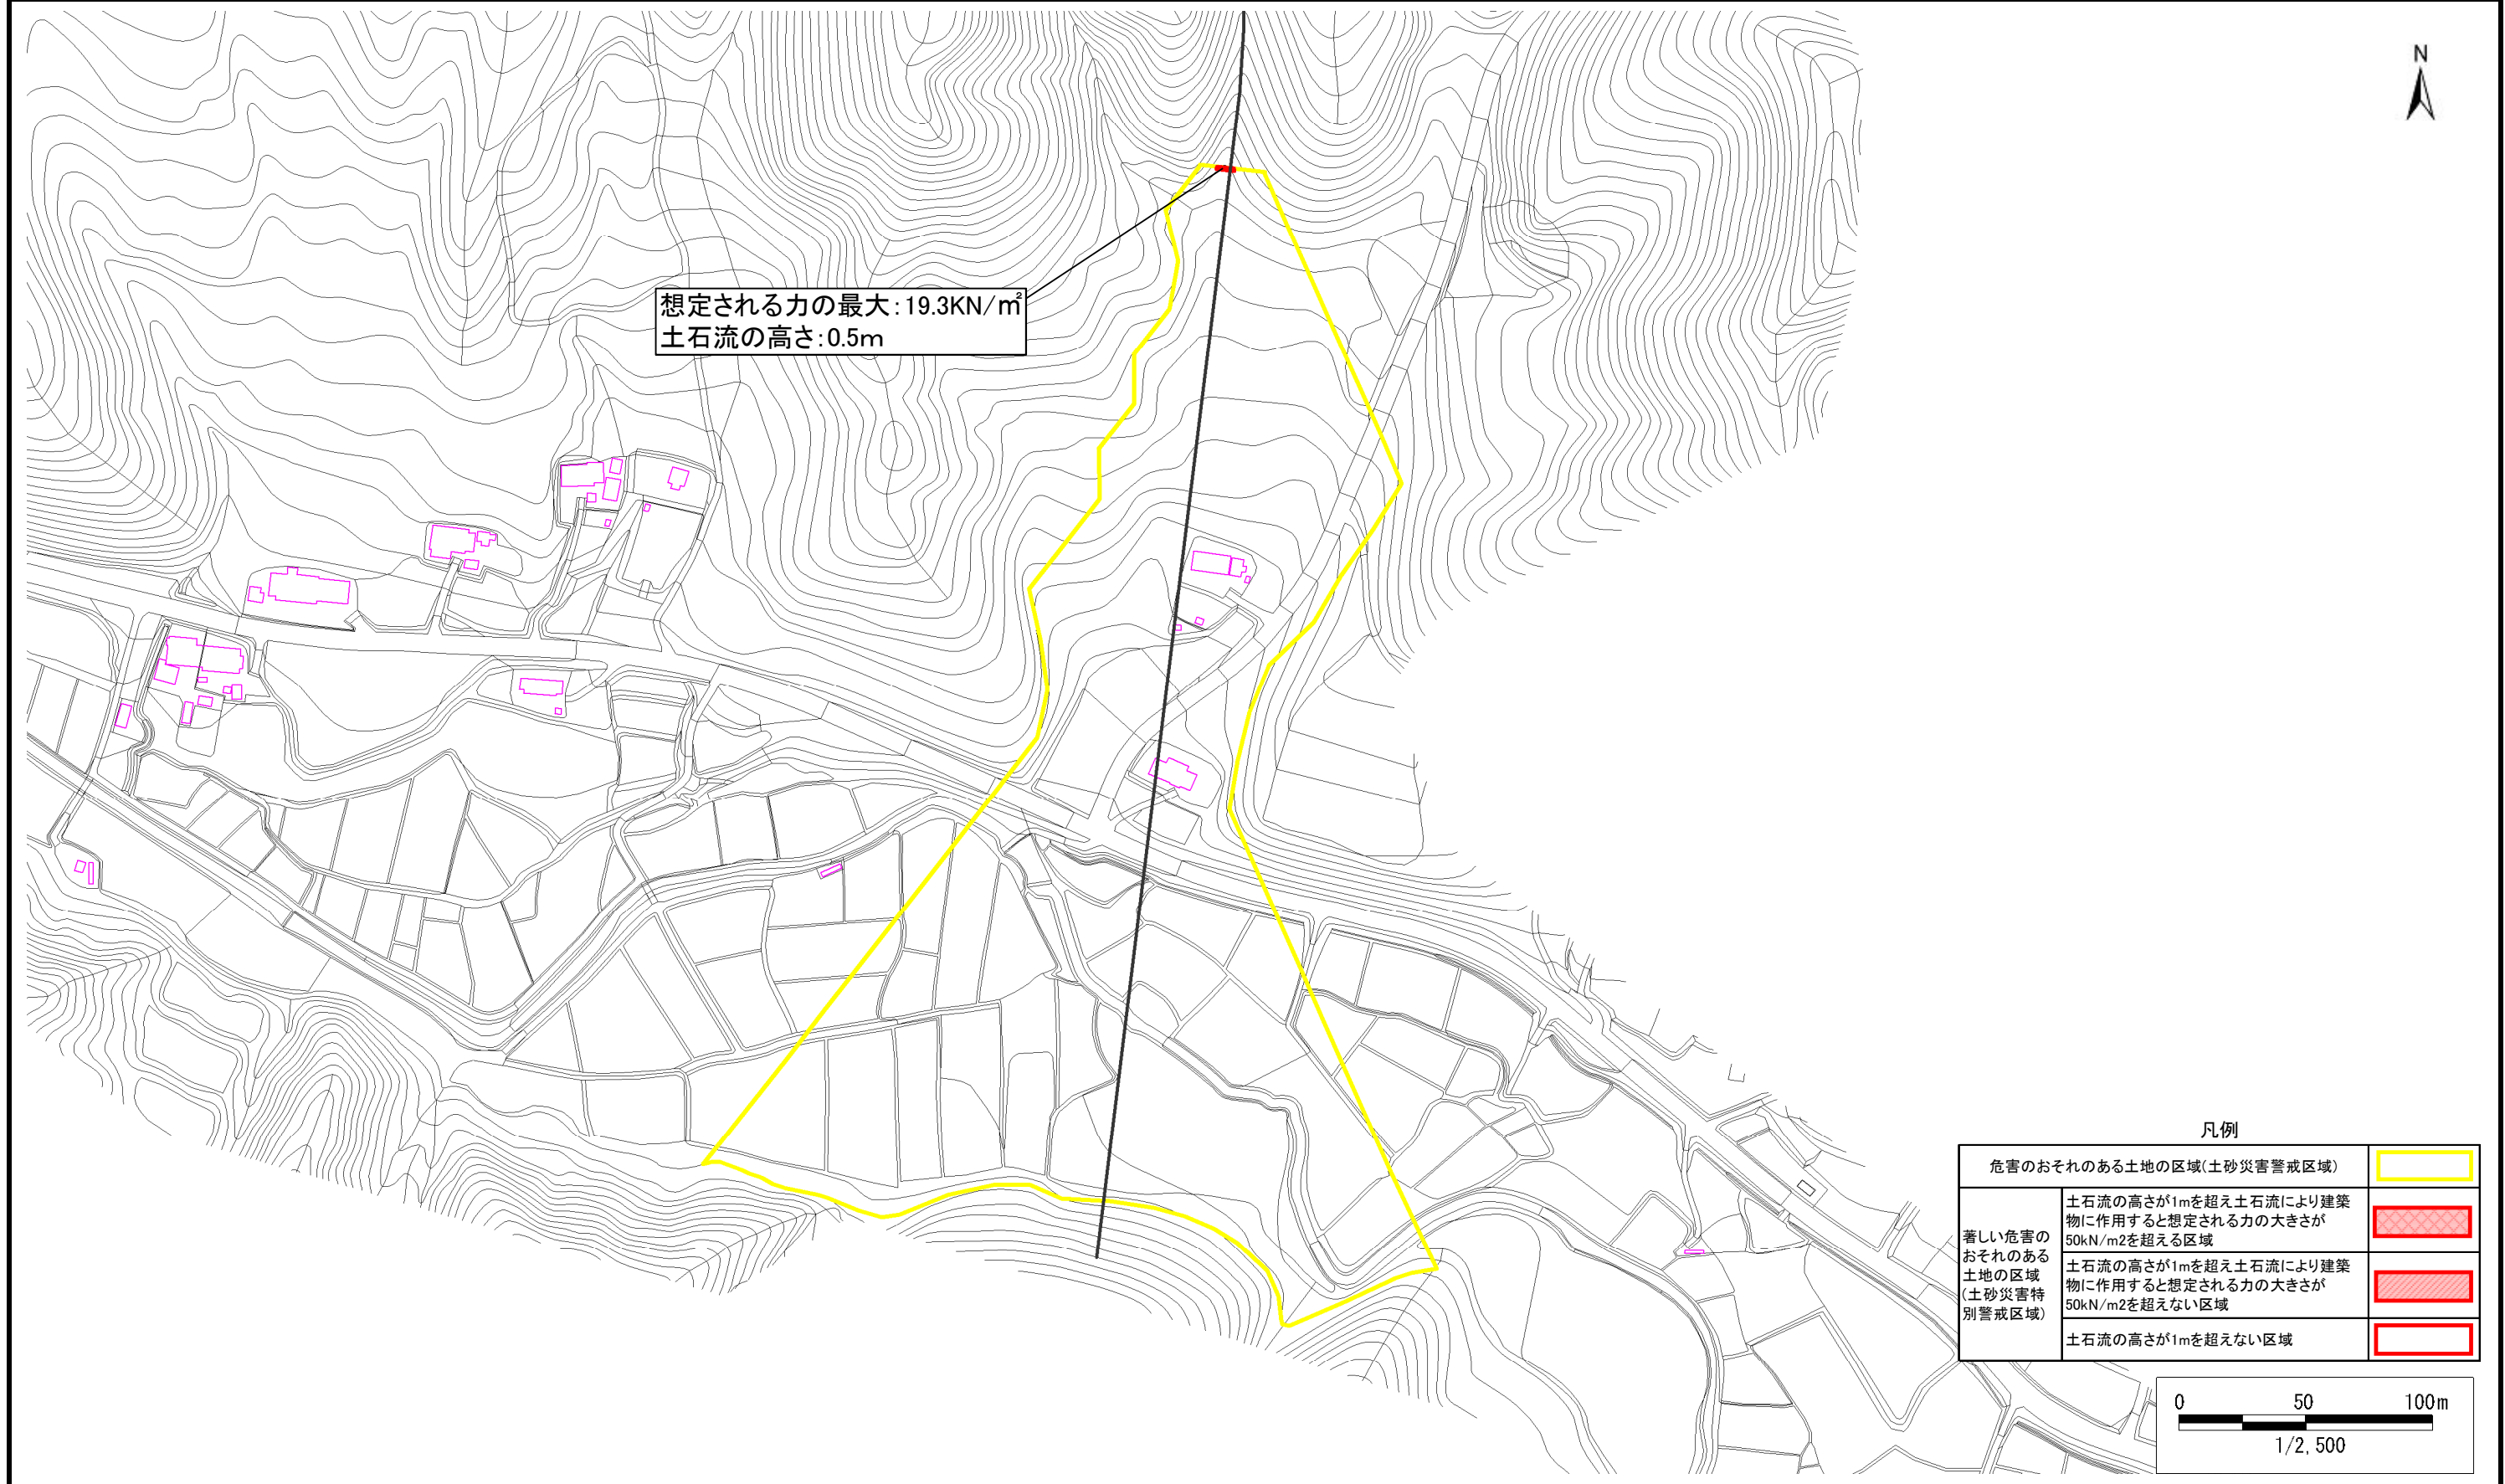 N
想定される力の最大:19.3KN/㎡
土石流の高さ:0.5m
凡例
危害のおそれのある土地の区域(土砂災害警戒区域)
著しい危害の
おそれのある
土地の区域
(土砂災害特
別警戒区域)
土石流の高さが1mを超え土石流により建築
物に作用すると想定される力の大きさが
50kN/m2を超える区域
土石流の高さが1mを超え土石流により建築
物に作用すると想定される力の大きさが
50kN/m2を超えない区域
土石流の高さが1mを超えない区域
0 50 100m
1/2,500